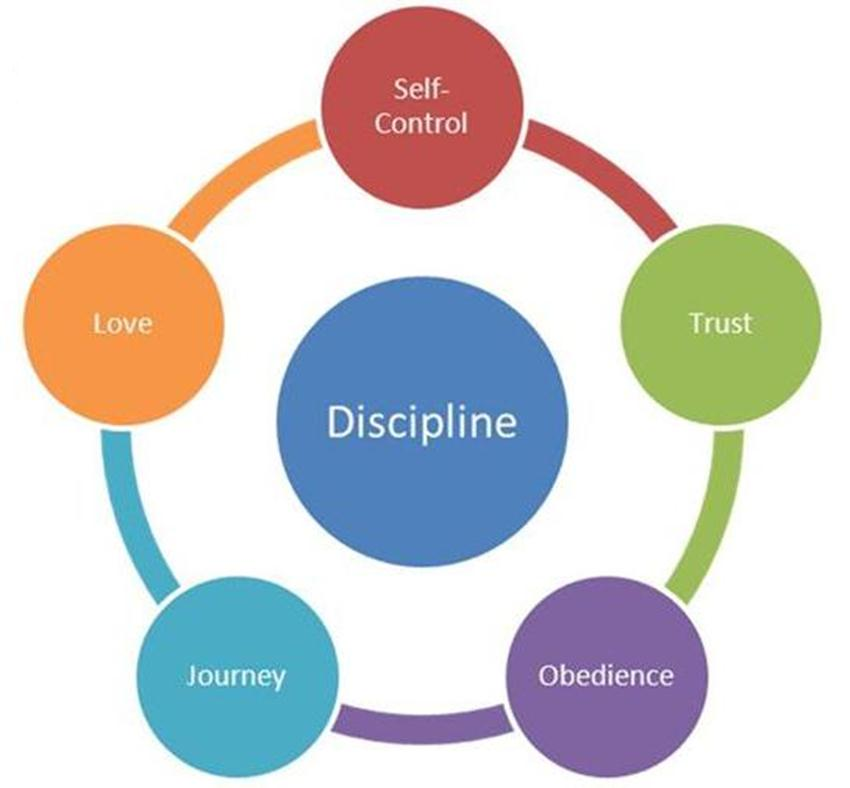 Self-
Control
Love
Trust
Discipline
Journey
Obedience